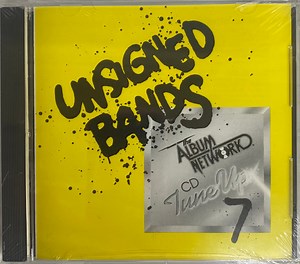 UNSIGNED
BANDS
THE
ALBUM
NETWORK
CD
Tune Up
7